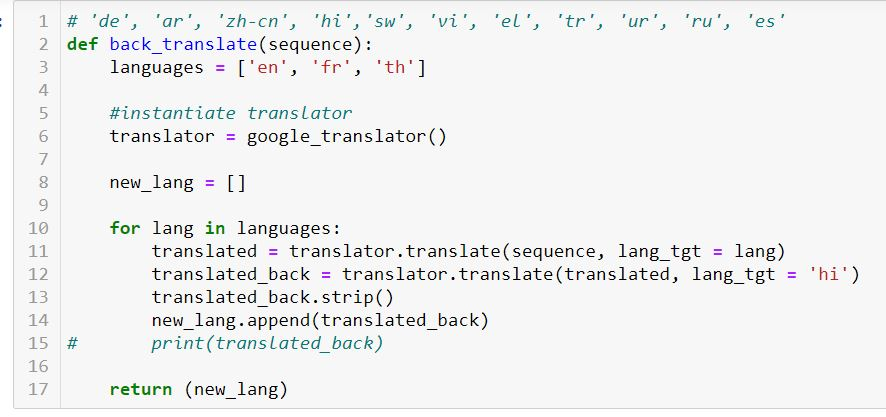 1 # 'de', 'ar', 'zh-cn', 'hi','sw', 'vi', 'el', 'tr', 'ur', 'ru', 'es'
2 def back_translate(sequence):
3     languages = ['en', 'fr', 'th']
4
5     #instantiate translator
6     translator = google_translator()
7
8     new_lang = []
9
10     for lang in languages:
11         translated = translator.translate(sequence, lang_tgt = lang)
12         translated_back = translator.translate(translated, lang_tgt = 'hi')
13         translated_back.strip()
14         new_lang.append(translated_back)
15 #       print(translated_back)
16
17     return (new_lang)